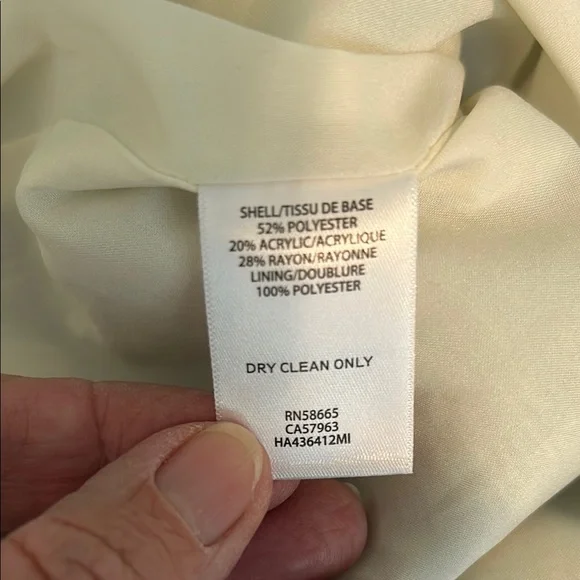 SHELL/TISSU DE BASE
52% POLYESTER
20% ACRYLIC/ACRYLIQUE
28% RAYON/RAYONNE
LINING/DOUBLURE
100% POLYESTER
DRY CLEAN ONLY
RN58665
CA57963
HA436412MI